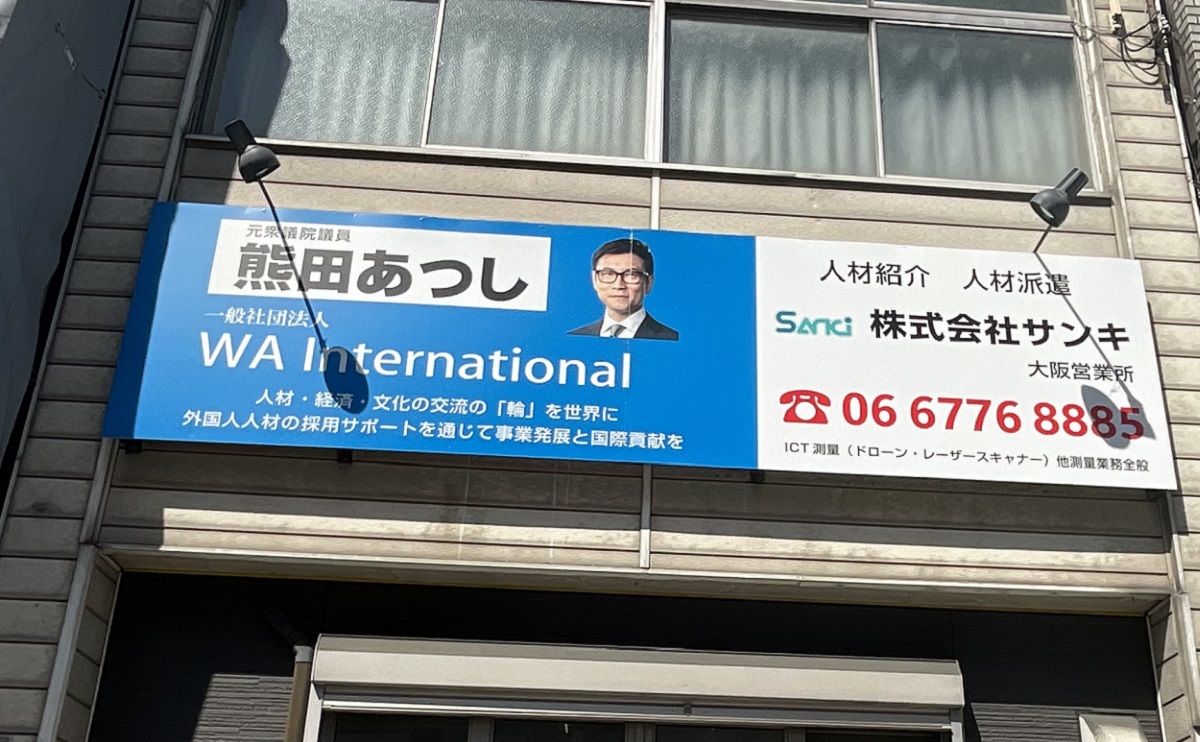 元衆議院議員
熊田あつし
一般社団法人
WA International
人材・経済・文化の交流の「輪」を世界に
外国人人材の採用サポートを通じて事業発展と国際貢献を
人材紹介 人材派遣
Sanki 株式会社サンキ
大阪営業所
☎06 6776 8885
ICT測量（ドローン・レーザースキャナー）他測量業務全般